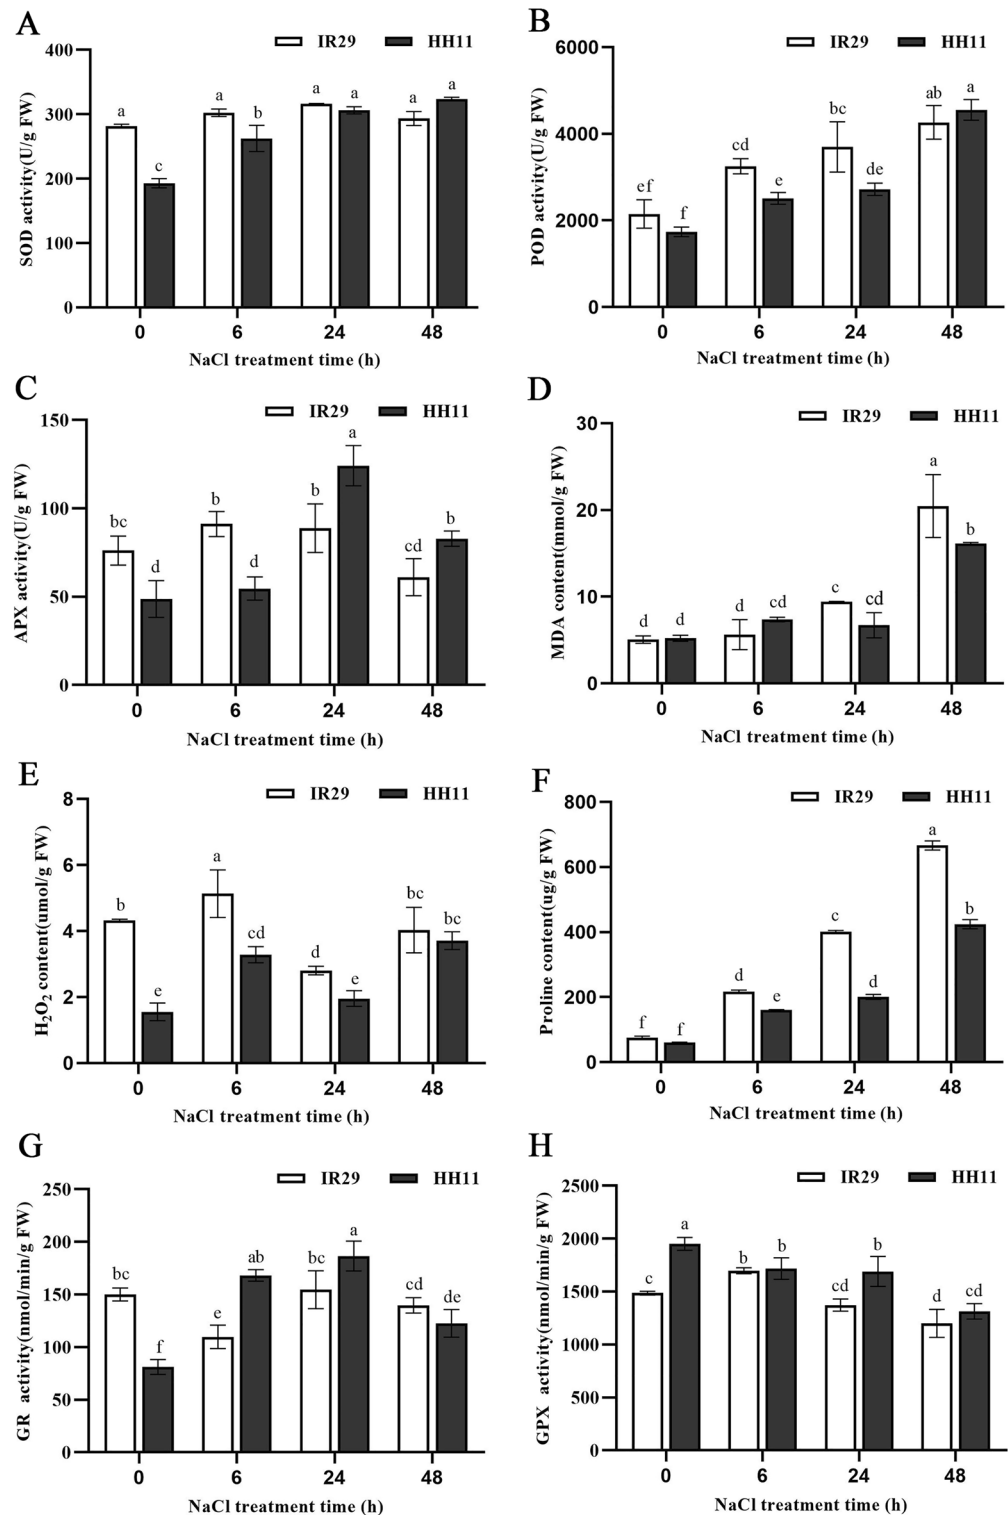 A
IR29 HH11
SOD activity(U/g FW)
400
300
200
100
0
a c a b a a a a
0 6 24 48
NaCl treatment time (h)
B
IR29 HH11
POD activity(U/g FW)
6000
4000
2000
0
ef f cd e bc de ab a
0 6 24 48
NaCl treatment time (h)
C
IR29 HH11
APX activity(U/g FW)
150
100
50
0
bc d b d b a cd b
0 6 24 48
NaCl treatment time (h)
D
IR29 HH11
MDA content(mmol/g FW)
30
20
10
0
d d d cd c cd a b
0 6 24 48
NaCl treatment time (h)
E
IR29 HH11
H₂O₂ content(umol/g FW)
8
6
4
2
0
b e a cd d e bc bc
0 6 24 48
NaCl treatment time (h)
F
IR29 HH11
Proline content(ug/g FW)
800
600
400
200
0
f f d e c d a b
0 6 24 48
NaCl treatment time (h)
G
IR29 HH11
GR activity(nmol/min/g FW)
250
200
150
100
50
0
bc f e ab bc a cd de
0 6 24 48
NaCl treatment time (h)
H
IR29 HH11
GPX activity(nmol/min/g FW)
2500
2000
1500
1000
500
0
c a b b cd b d cd
0 6 24 48
NaCl treatment time (h)